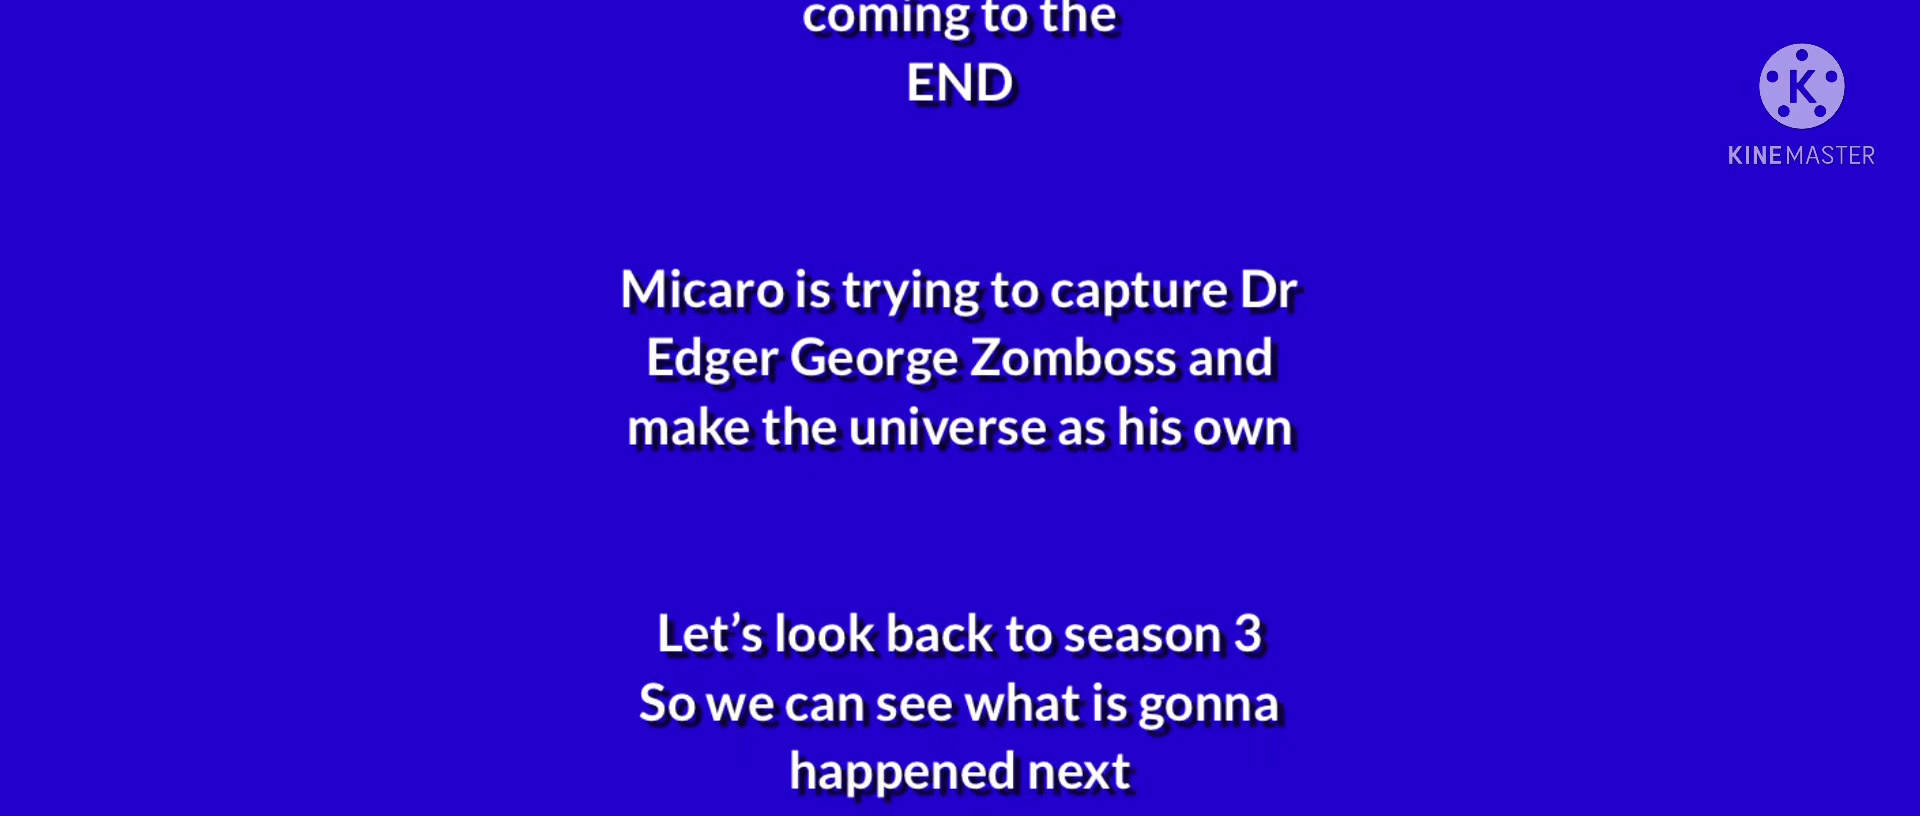 coming to the
END
KINEMASTER
Micaro is trying to capture Dr
Edger George Zomboss and
make the universe as his own
Let’s look back to season 3
So we can see what is gonna
happened next